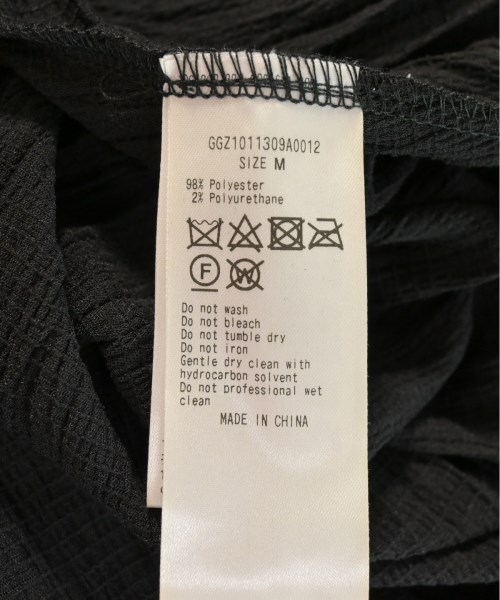 GGZ1011309A0012
SIZE M
98% Polyester
2% Polyurethane
F W
Do not wash
Do not bleach
Do not tumble dry
Do not iron
Gentle dry clean with
hydrocarbon solvent
Do not professional wet
clean
MADE IN CHINA